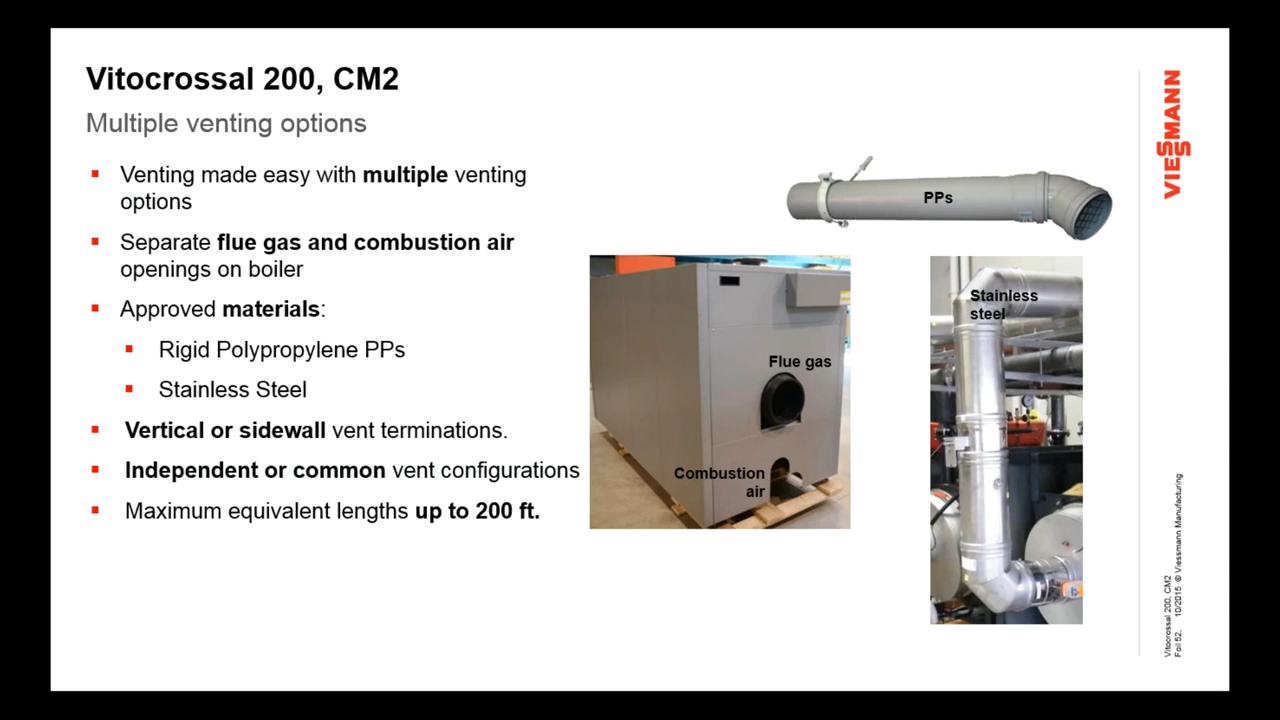 Vitocrossal 200, CM2
Multiple venting options
Venting made easy with multiple venting
options
Separate flue gas and combustion air
openings on boiler
Approved materials:
Rigid Polypropylene PPs
Stainless Steel
Vertical or sidewall vent terminations.
Independent or common vent configurations
Maximum equivalent lengths up to 200 ft.
PPs
Flue gas
Combustion
air
Stainless
steel
VIESSMANN
Vitocrossal 200, CM2
Foil 52, 10/2015 © Viessmann Manufacturing